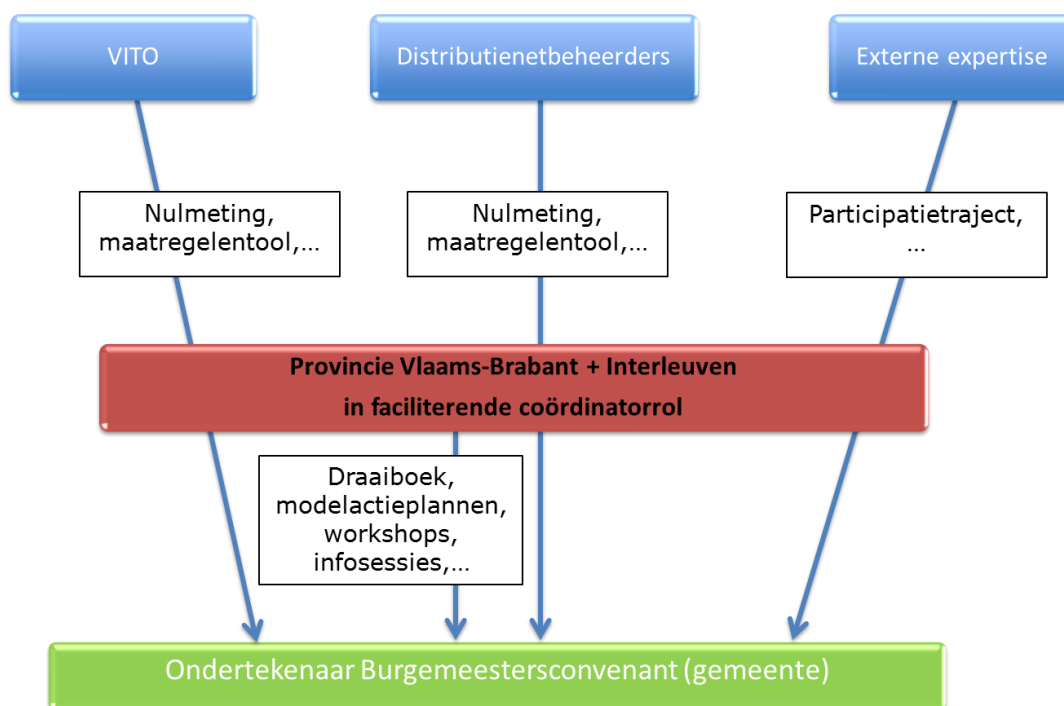 VITO
Distributienetbeheerders
Externe expertise
Nulmeting,
maatregelentool,...
Nulmeting,
maatregelentool,...
Participatietraject,
...
Provincie Vlaams-Brabant + Interleuven
in faciliterende coördinatorrol
Draaiboek,
modelactieplannen,
workshops,
infosessies,...
Ondertekenaar Burgemeestersconvenant (gemeente)